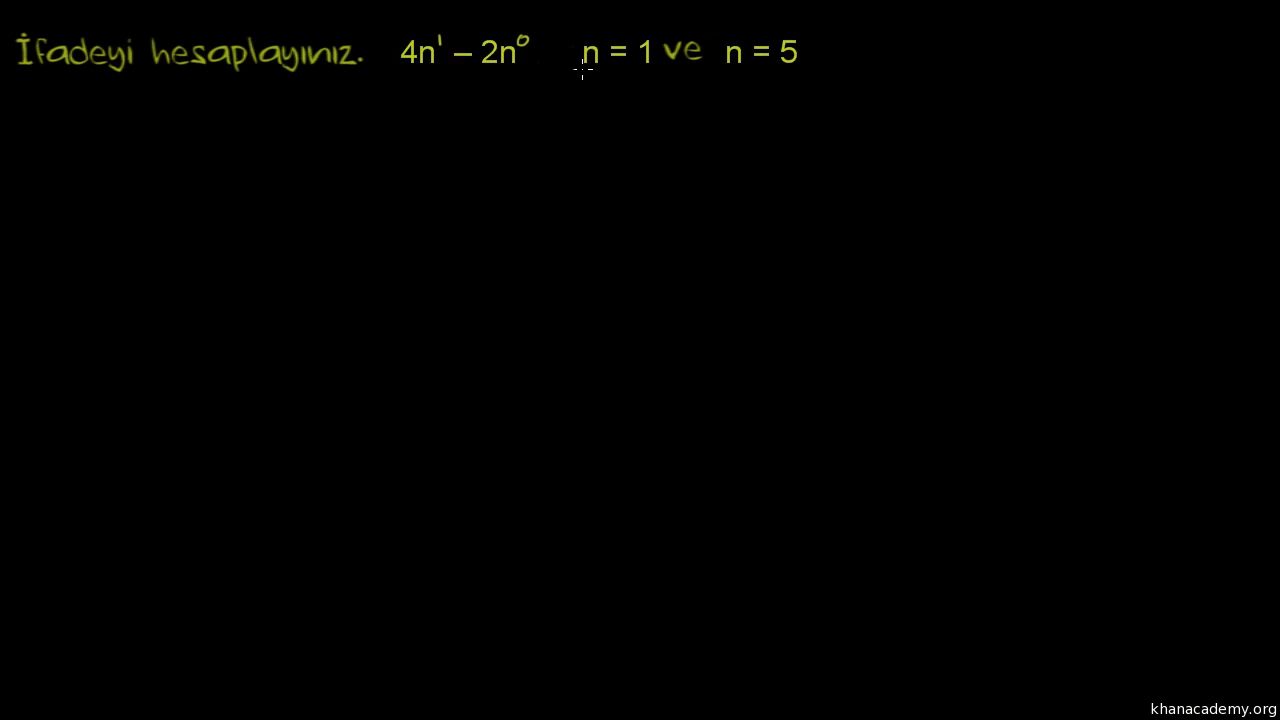 İfadeyi hesaplayınız. 4n¹ – 2n⁰ n = 1 ve n = 5
khanacademy.org